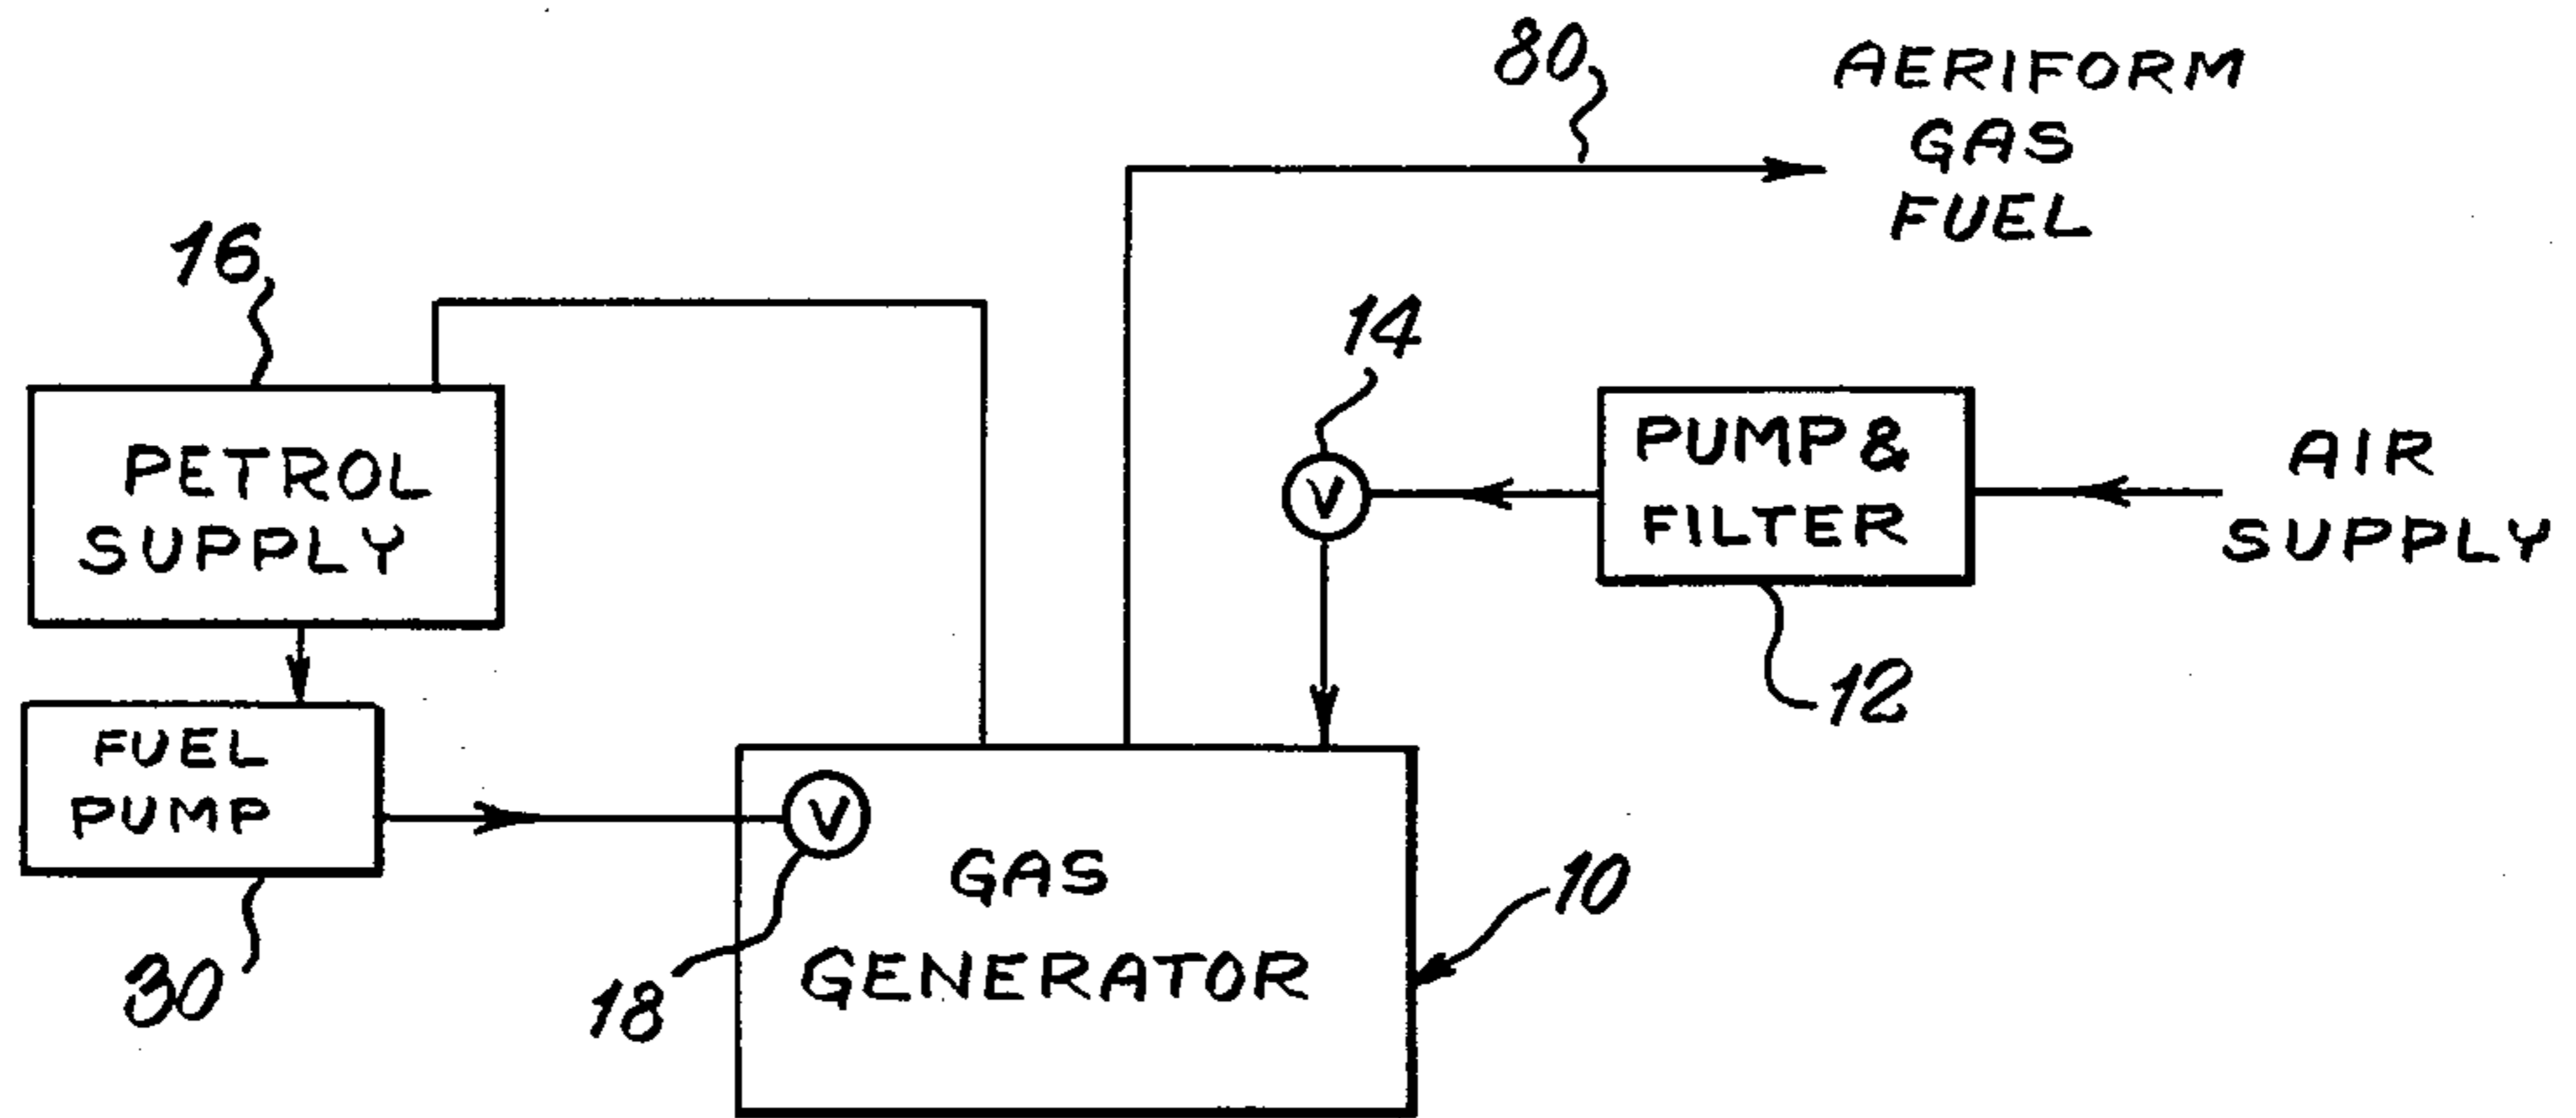 80
AERIFORM
GAS
FUEL
16
14
PETROL
SUPPLY
PUMP &
FILTER
AIR
SUPPLY
V
12
FUEL
PUMP
V
GAS
GENERATOR
10
30
18